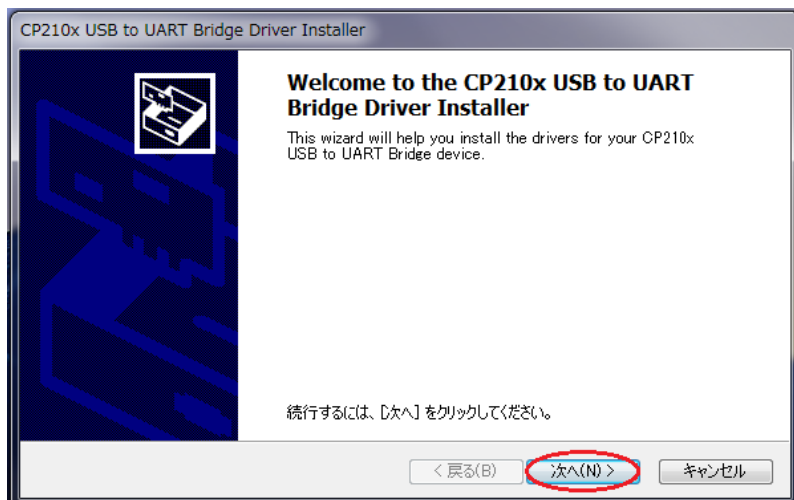 CP210x USB to UART Bridge Driver Installer
Welcome to the CP210x USB to UART
Bridge Driver Installer
This wizard will help you install the drivers for your CP210x
USB to UART Bridge device.
続行するには、[次へ] をクリックしてください。
< 戻る(B)
次へ(N) >
キャンセル